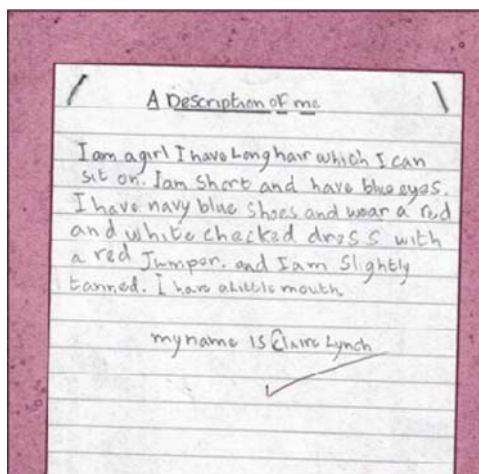 A Description of me
I am a girl I have Long hair which I can
sit on. I am Short and have blue eyes.
I have navy blue Shoes and wear a red
and white checked dress with
a red Jumper. and I am Slightly
tanned. I have a little mouth
my name is Claire Lynch